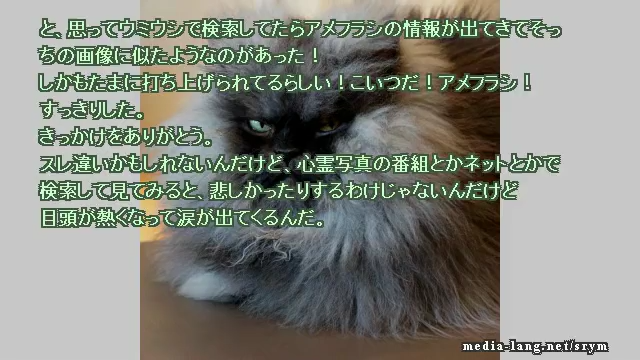 と、思ってウミウシで検索してたらアメフラシの情報が出てきてそっ
ちの画像に似たようなのがあった！
しかもたまに打ち上げられてるらしい！こいつだ！アメフラシ！
すっきりした。
きっかけをありがとう。
スレ違いかもしれないんだけど、心霊写真の番組とかネットとかで
検索して見てみると、悲しかったりするわけじゃないんだけど
目頭が熱くなって涙が出てくるんだ。
media-lang.net/srym